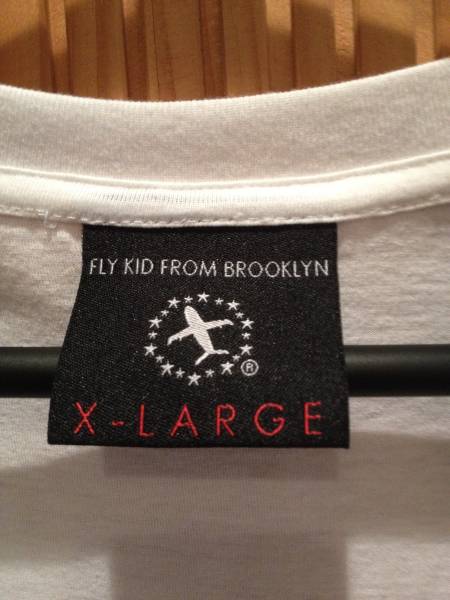 FLY KID FROM BROOKLYN
®
X-LARGE